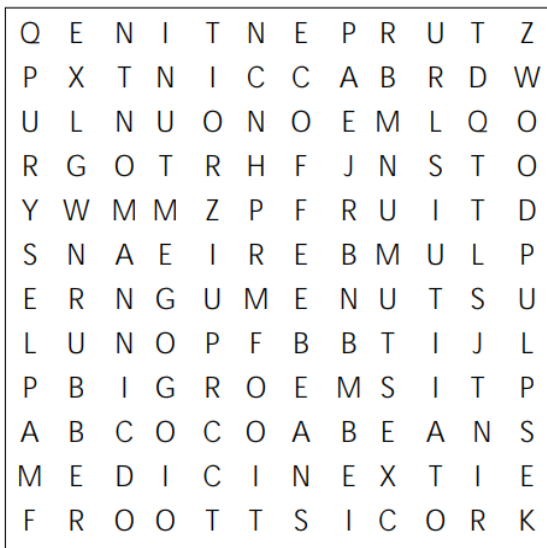 Q E N I T N E P R U T Z
P X T N I C C A B R D W
U L N U O N O E M L Q O
R G O T R H F J N S T O
Y W M M Z P F R U I T D
S N A E I R E B M U L P
E R N G U M E N U T S U
L U N O P F B B T I J L
P B I G R O E M S I T P
A B C O C O A B E A N S
M E D I C I N E X T I E
F R O O T T S I C O R K